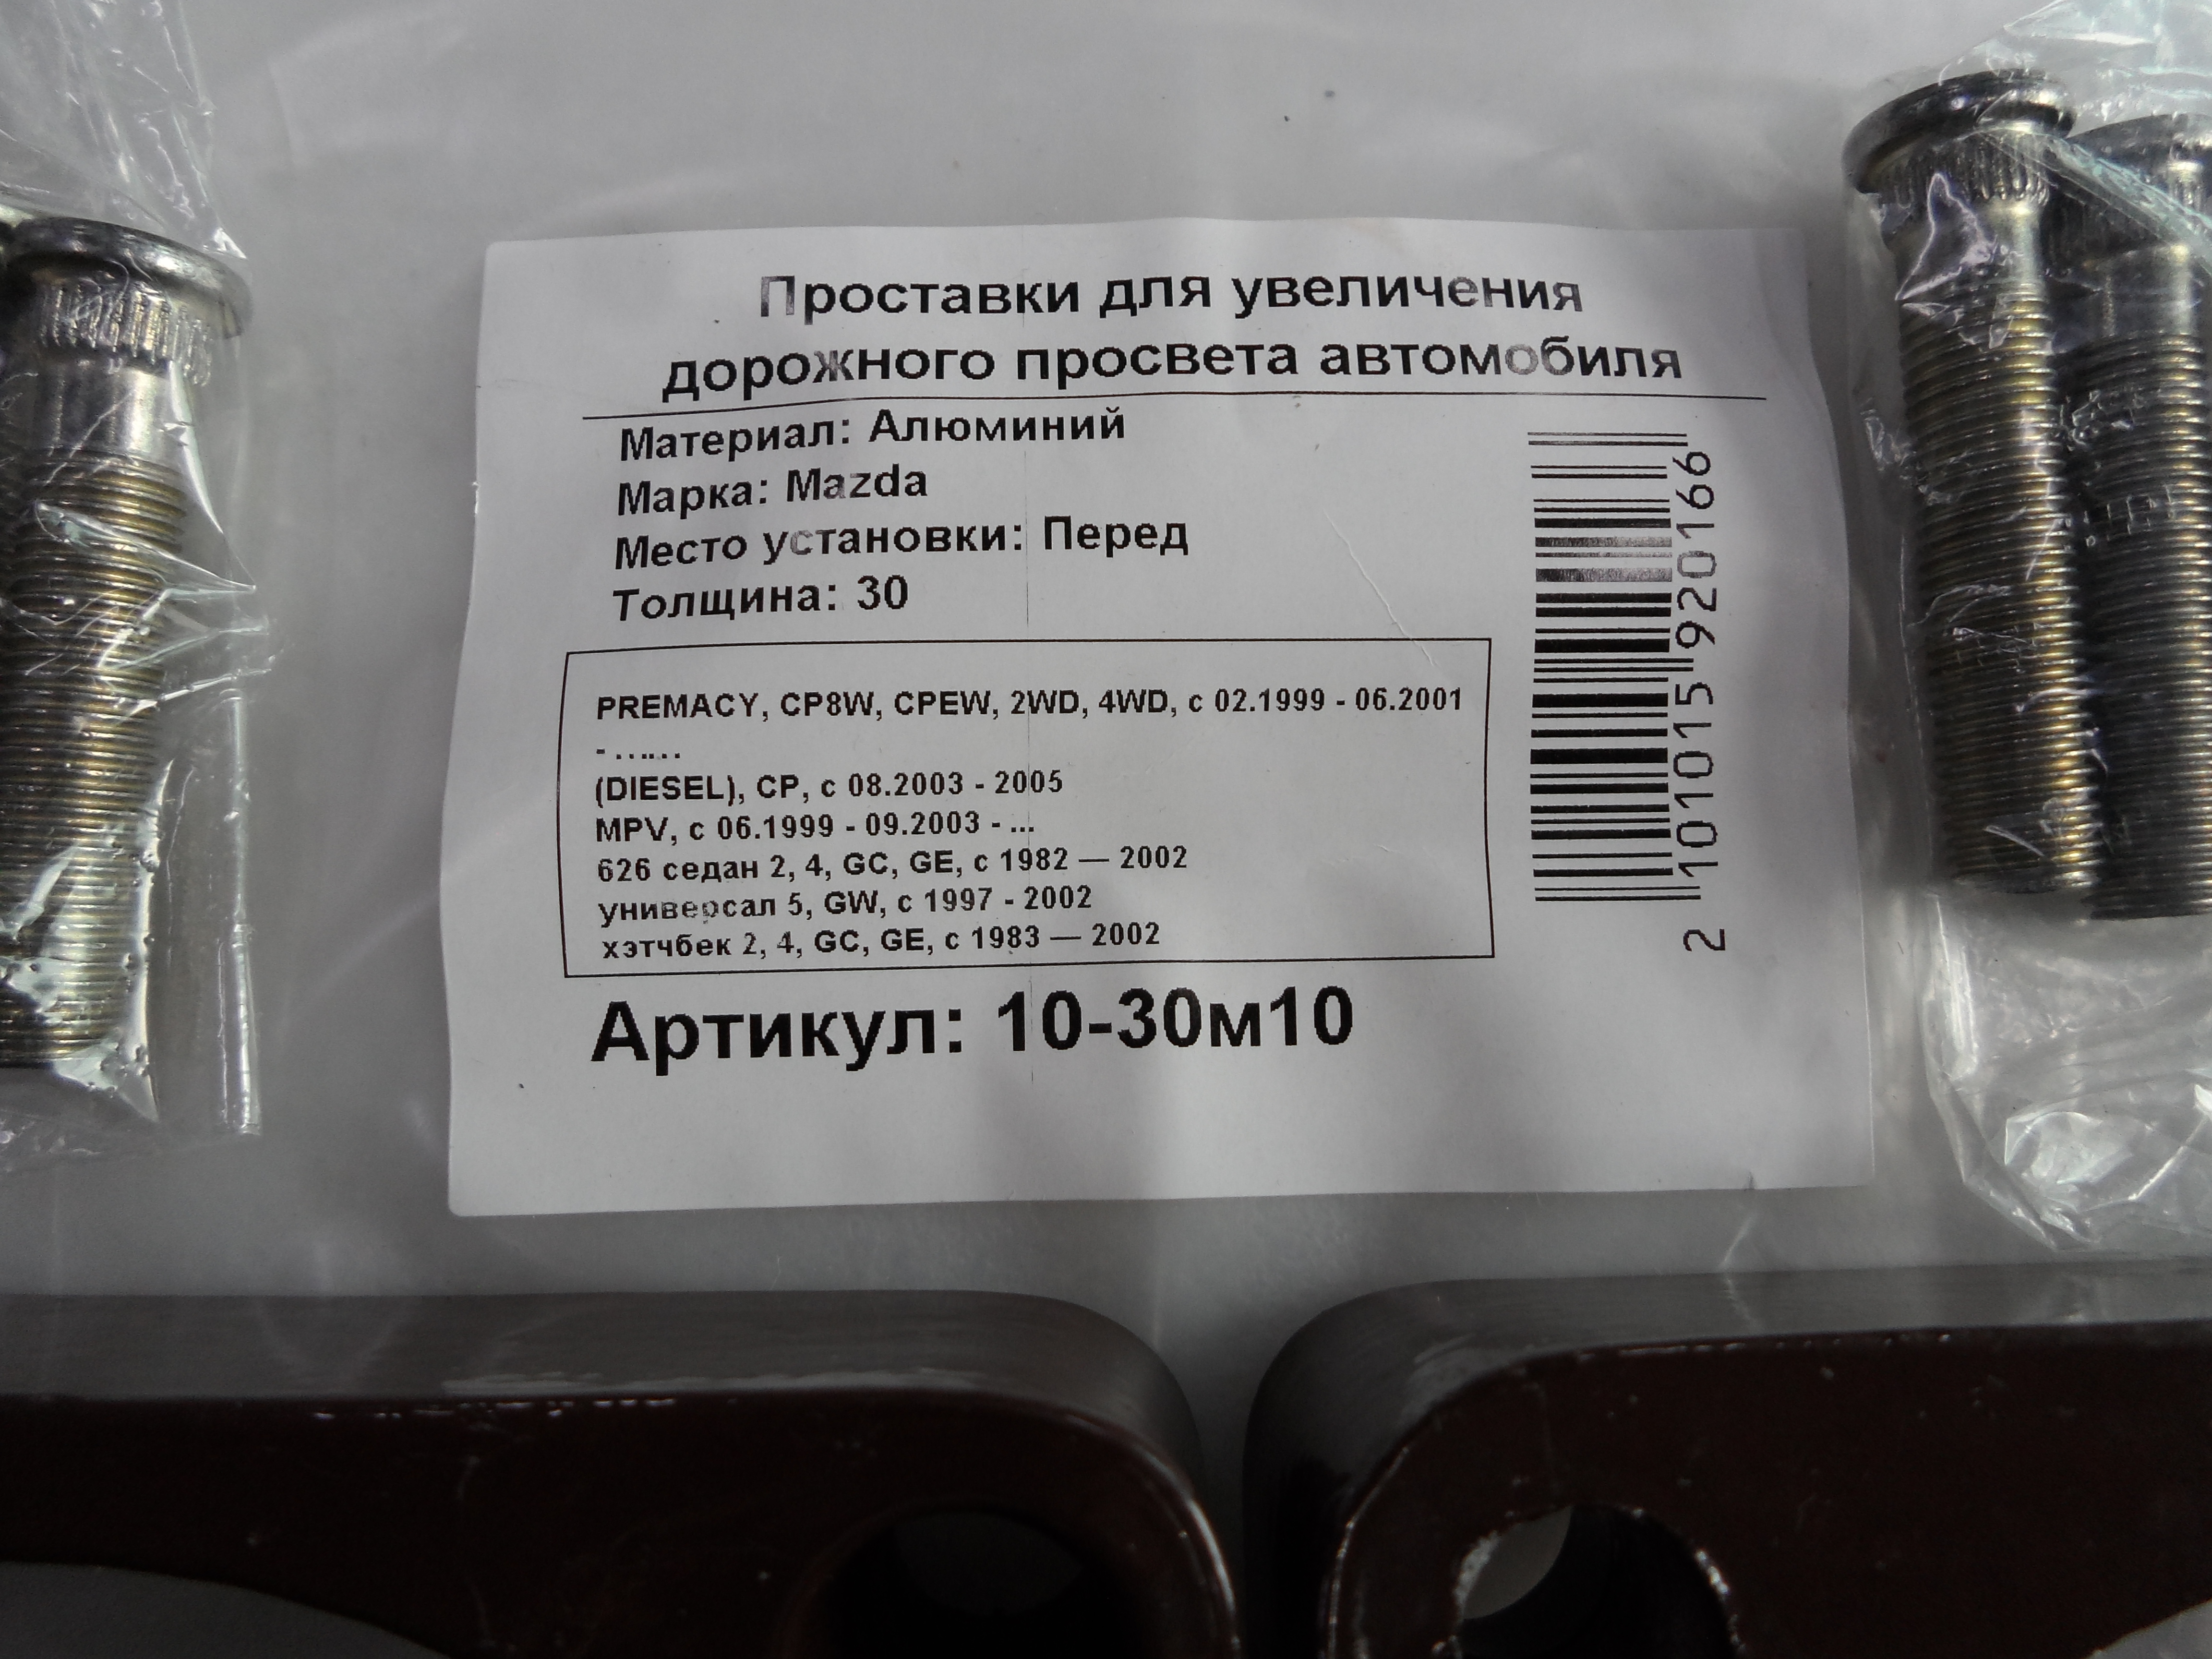 Проставки для увеличения
дорожного просвета автомобиля
Материал: Алюминий
Марка: Mazda
Место установки: Перед
Толщина: 30
PREMACY, CP8W, CPEW, 2WD, 4WD, с 02.1999 - 06.2001
- ......
(DIESEL), CP, с 08.2003 - 2005
MPV, с 06.1999 - 09.2003 - ...
626 седан 2, 4, GC, GE, с 1982 — 2002
универсал 5, GW, с 1997 - 2002
хэтчбек 2, 4, GC, GE, с 1983 — 2002
Артикул: 10-30м10
2 101015 920166